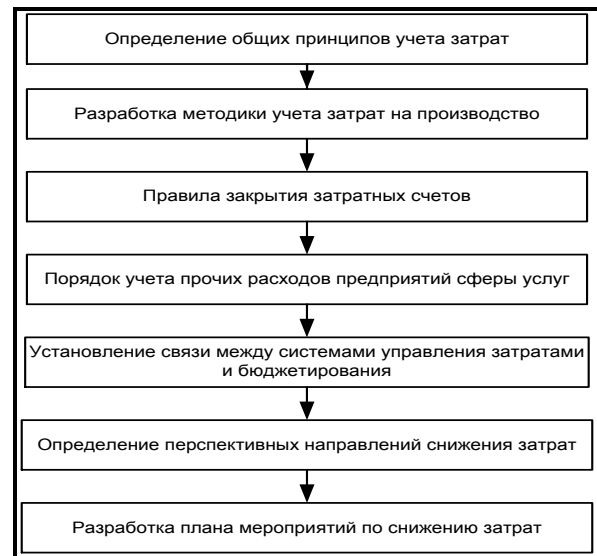 Определение общих принципов учета затрат
Разработка методики учета затрат на производство
Правила закрытия затратных счетов
Порядок учета прочих расходов предприятий сферы услуг
Установление связи между системами управления затратами
и бюджетирования
Определение перспективных направлений снижения затрат
Разработка плана мероприятий по снижению затрат